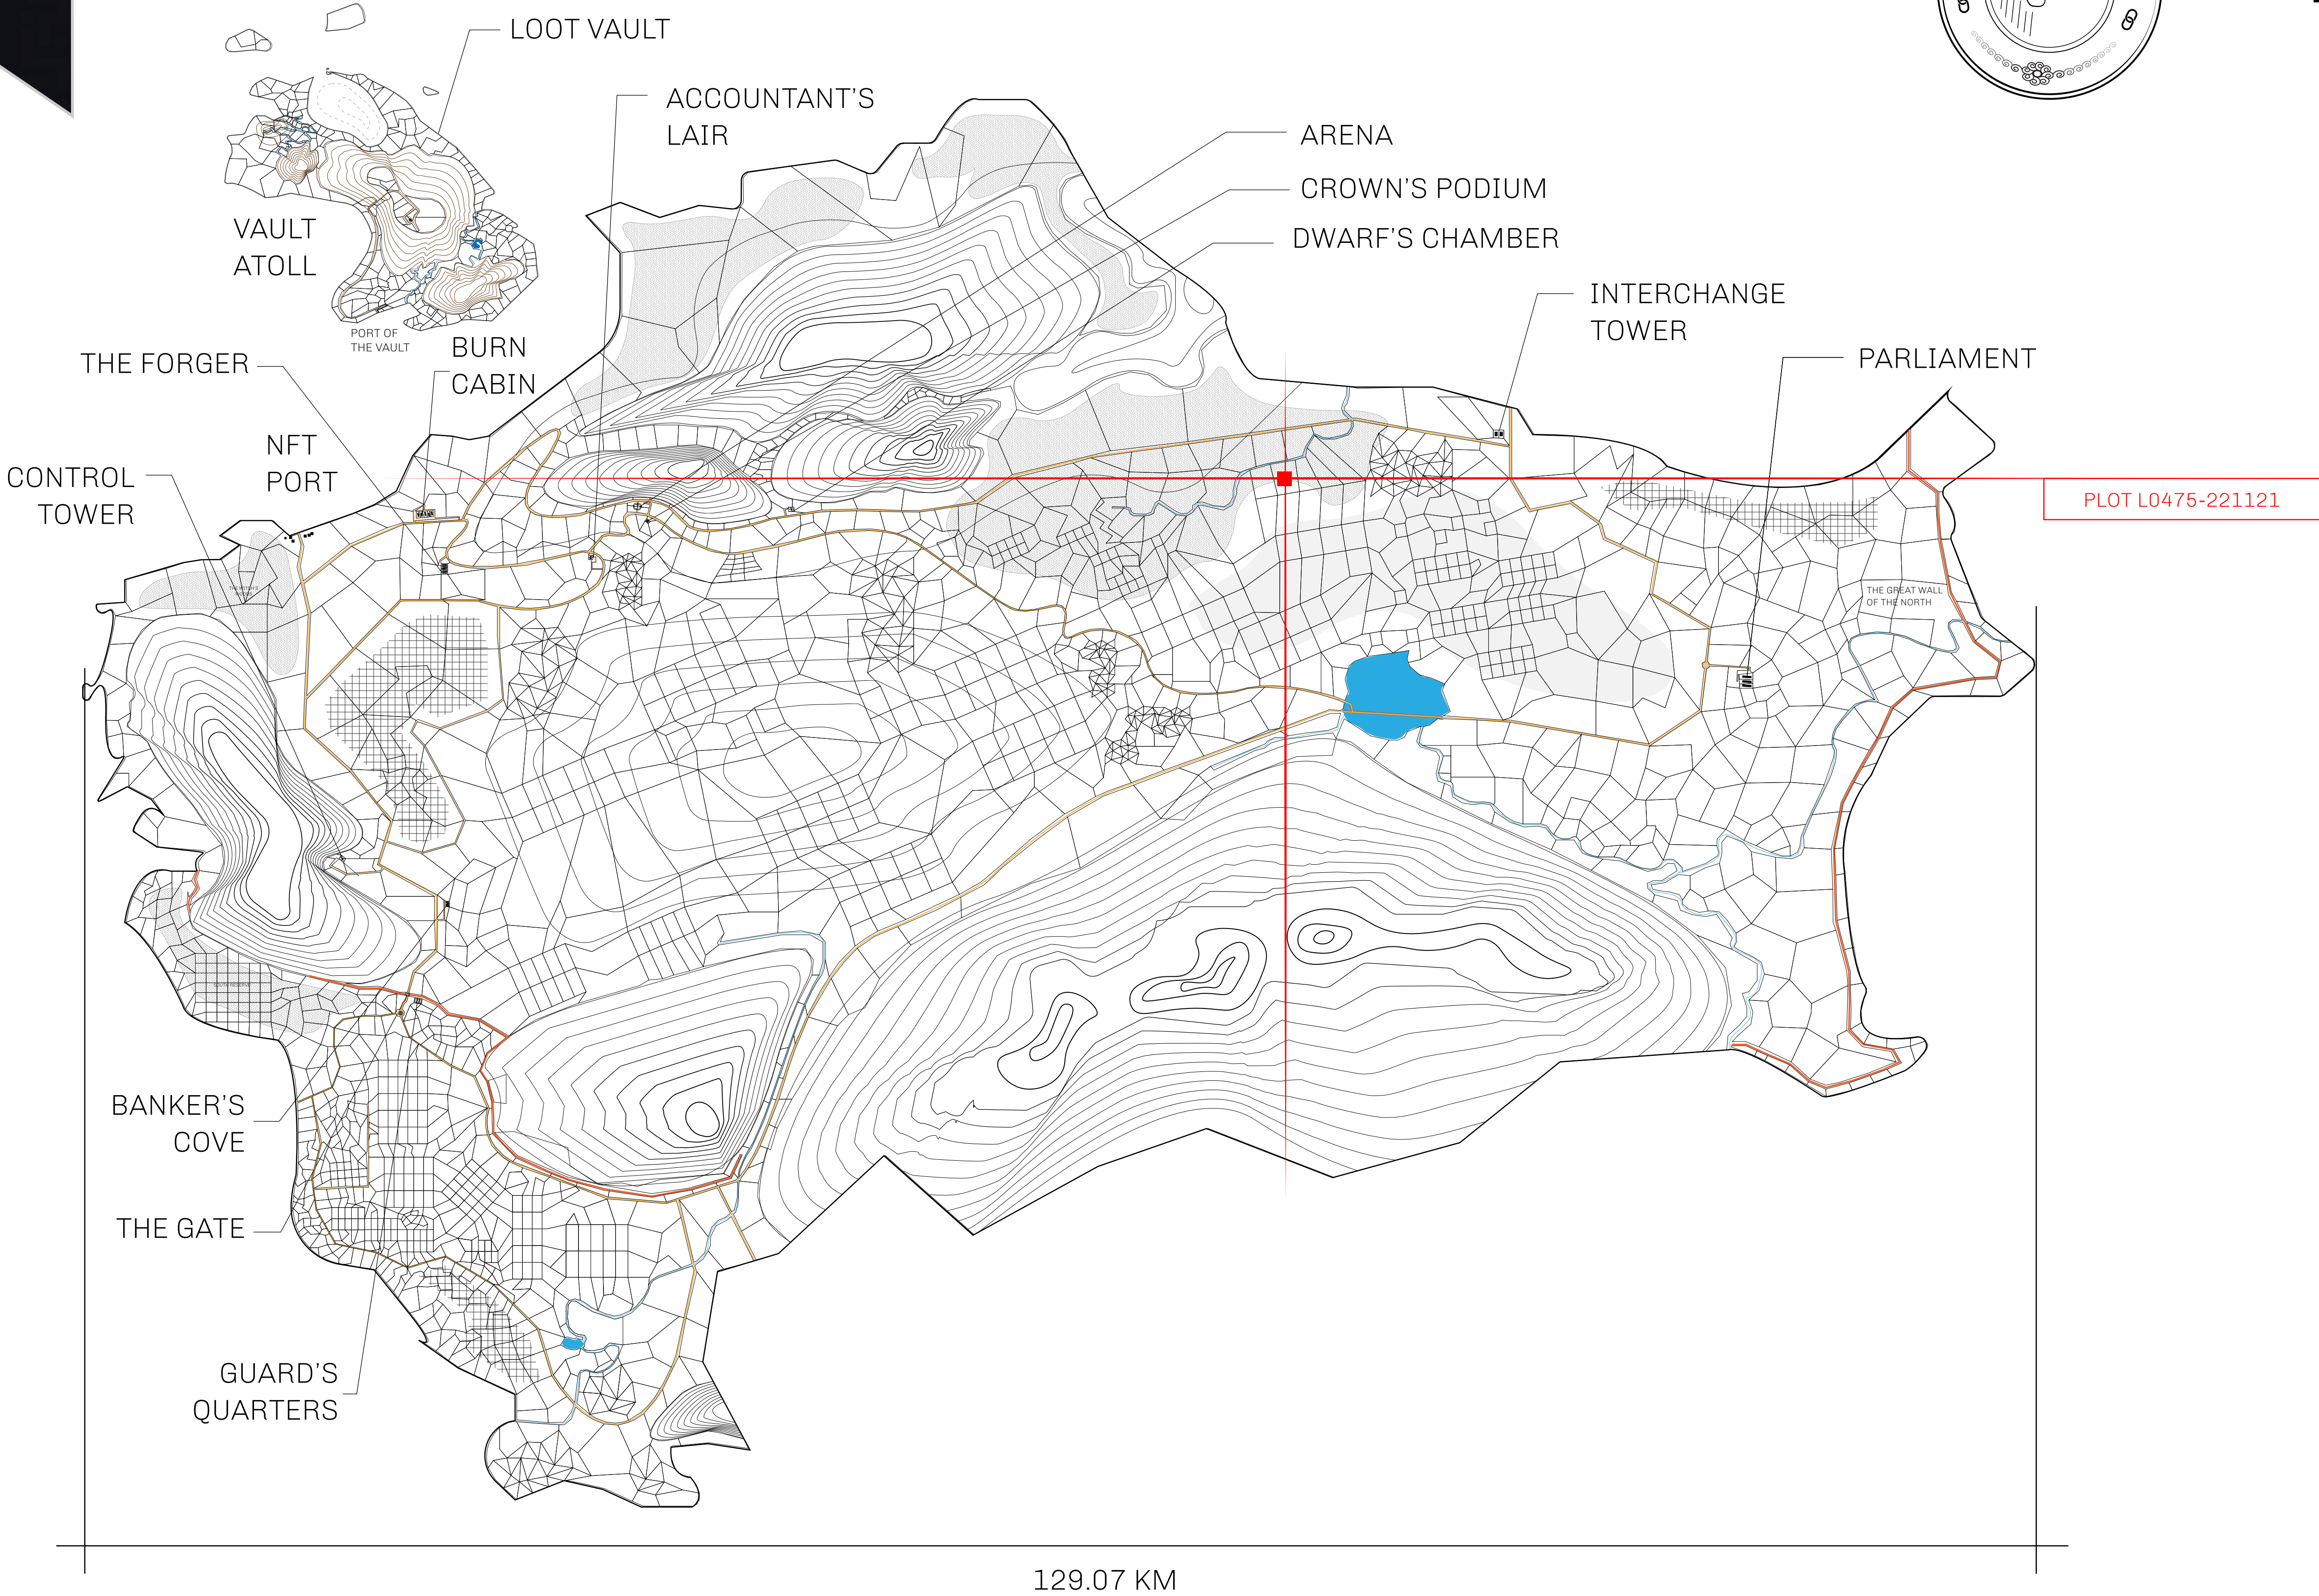 LOOT VAULT
ACCOUNTANT'S
LAIR
ARENA
CROWN'S PODIUM
DWARF'S CHAMBER
VAULT
ATOLL
INTERCHANGE
TOWER
PORT OF
THE VAULT
BURN
CABIN
THE FORGER
PARLIAMENT
NFT
PORT
CONTROL
TOWER
PLOT L0475-221121
THE GREAT WALL
OF THE NORTH
SOUTH RESERVE
BANKER'S
COVE
THE GATE
GUARD'S
QUARTERS
129.07 KM